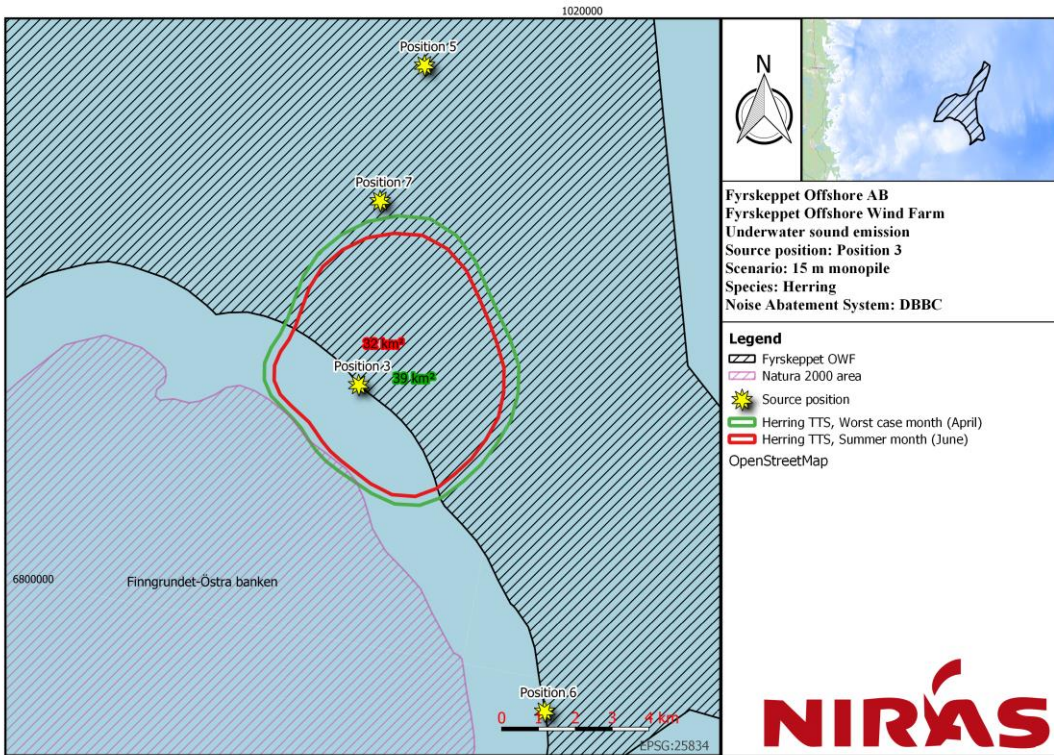 1020000
Position 5
Position 7
32 km²
Position 3
39 km²
6800000
Finngrundet-Östra banken
Position 6
0 1 2 3 4 km
EPSG:25834
N
Fyrskeppet Offshore AB
Fyrskeppet Offshore Wind Farm
Underwater sound emission
Source position: Position 3
Scenario: 15 m monopile
Species: Herring
Noise Abatement System: DBBC
Legend
Fyrskeppet OWF
Natura 2000 area
Source position
Herring TTS, Worst case month (April)
Herring TTS, Summer month (June)
OpenStreetMap
NIRAS